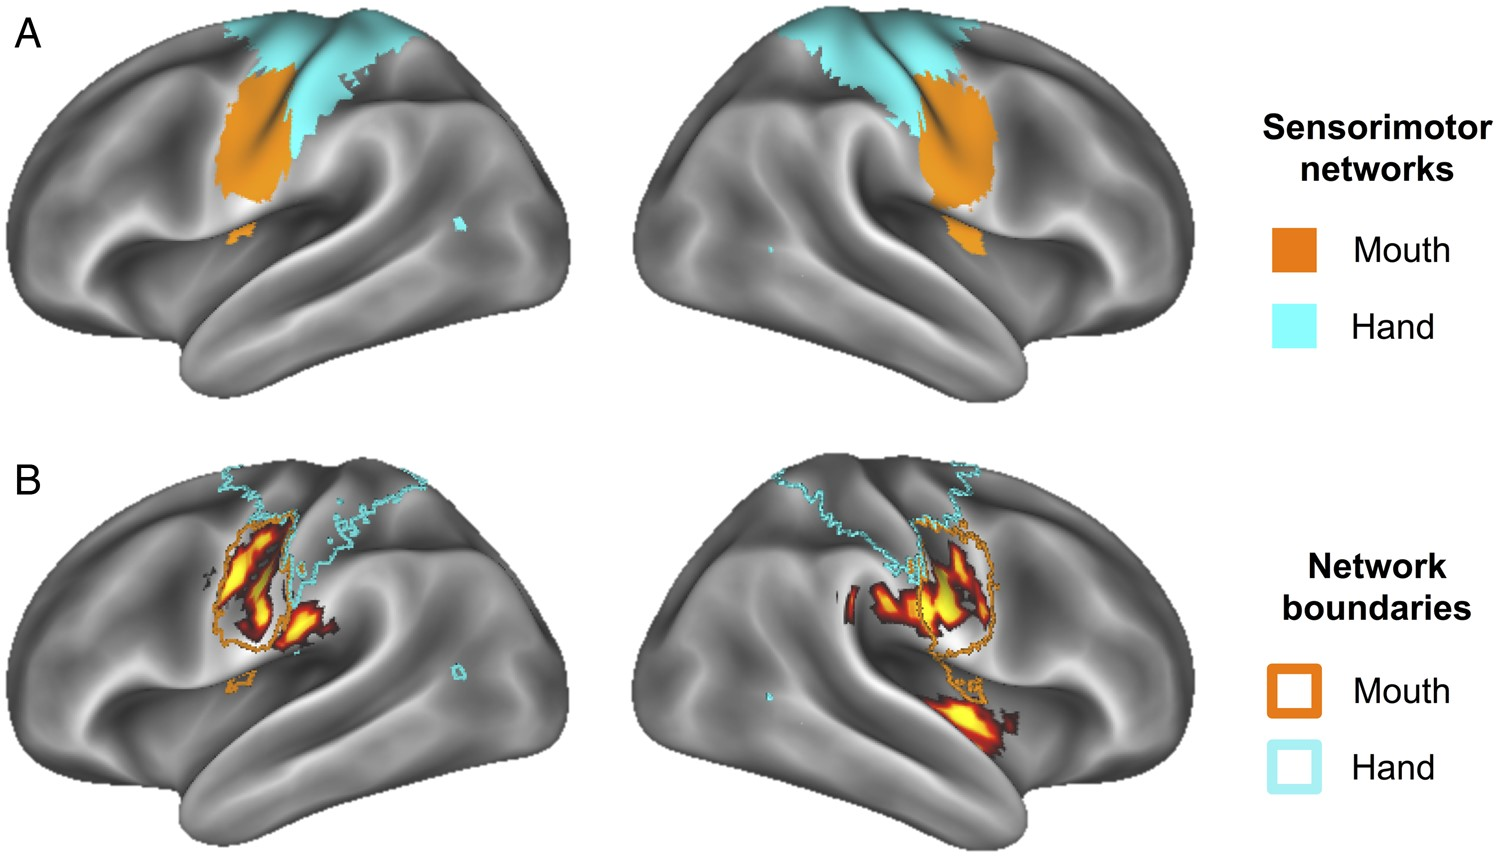 A
Sensorimotor
networks
Mouth
Hand
B
Network
boundaries
Mouth
Hand